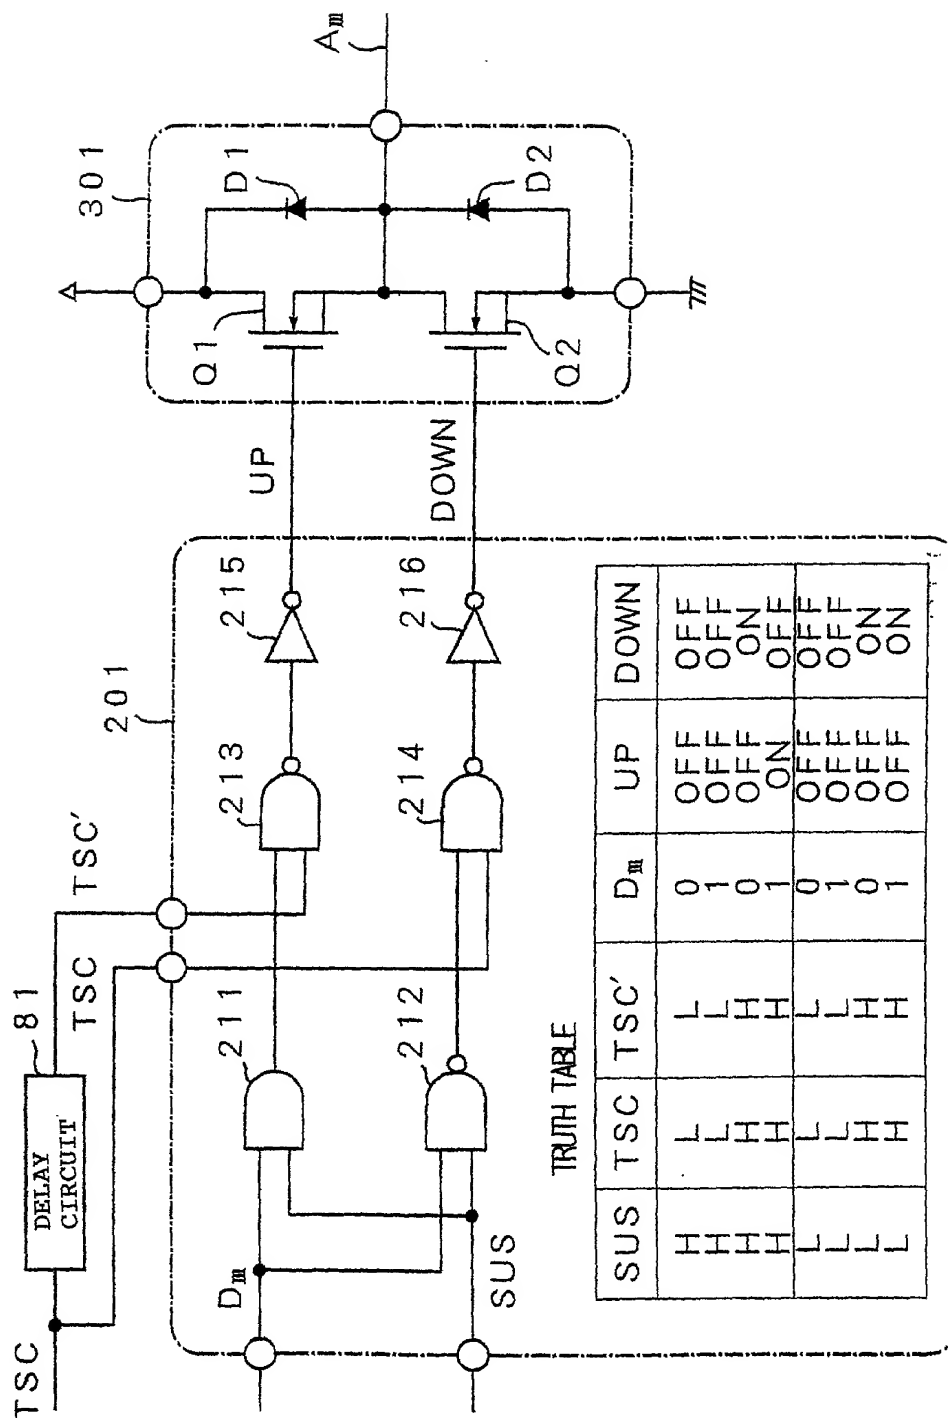 TSC
DELAY
CIRCUIT
81
TSC
TSC'
201
301
Dm
SUS
211
212
213
214
215
216
UP
DOWN
Q1
Q2
D1
D2
Am
TRUTH TABLE
SUS TSC TSC' Dm UP DOWN
H L L 0 OFF OFF
H L L 1 OFF OFF
H H H 0 OFF ON
H H H 1 ON OFF
L L L 0 OFF OFF
L L L 1 OFF OFF
L H H 0 OFF ON
L H H 1 OFF ON